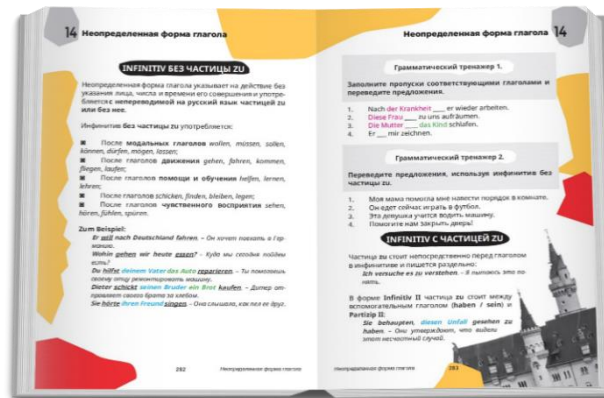 14 Неопределенная форма глагола
INFINITIV БЕЗ ЧАСТИЦЫ ZU
Неопределенная форма глагола указывает на действие без
указания лица, числа и времени его совершения и употре-
бляется с непереводимой на русский язык частицей zu
или без нее.
Инфинитив без частицы zu употребляется:
■ После модальных глаголов wollen, müssen, sollen,
können, dürfen, mögen, lassen;
■ После глаголов движения gehen, fahren, kommen,
fliegen, laufen;
■ После глаголов помощи и обучения helfen, lernen,
lehren;
■ После глаголов schicken, finden, bleiben, legen;
■ После глаголов чувственного восприятия sehen,
hören, fühlen, spüren.
Zum Beispiel:
Er will nach Deutschland fahren. – Он хочет поехать в Гер-
манию.
Wohin gehen wir heute essen? – Куда мы сегодня пойдем
есть?
Du hilfst deinem Vater das Auto reparieren. – Ты помогаешь
своему отцу ремонтировать машину.
Dieter schickt seinen Bruder ein Brot kaufen. – Дитер от-
правляет своего брата за хлебом.
Sie hörte ihren Freund singen. – Она слышала, как пел ее друг.
282 Неопределенная форма глагола
Неопределенная форма глагола 14
Грамматический тренажер 1.
Заполните пропуски соответствующими глаголами и
переведите предложения.
1. Nach der Krankheit ___ er wieder arbeiten.
2. Diese Frau ___ zu uns aufräumen.
3. Die Mutter ___ das Kind schlafen.
4. Er ___ mir zeichnen.
Грамматический тренажер 2.
Переведите предложения, используя инфинитив без
частицы zu.
1. Моя мама помогла мне навести порядок в комнате.
2. Он едет сейчас играть в футбол.
3. Эта девушка учится водить машину.
4. Помогите нам закрыть дверь!
INFINITIV С ЧАСТИЦЕЙ ZU
Частица zu стоит непосредственно перед глаголом
в инфинитиве и пишется раздельно:
Ich versuche es zu verstehen. – Я пытаюсь это по-
нять.
В форме Infinitiv II частица zu стоит между
вспомогательным глаголом (haben / sein) и
Partizip II:
Sie behaupten, diesen Unfall gesehen zu
haben. – Они утверждают, что видели
этот несчастный случай.
Неопределенная форма глагола 283